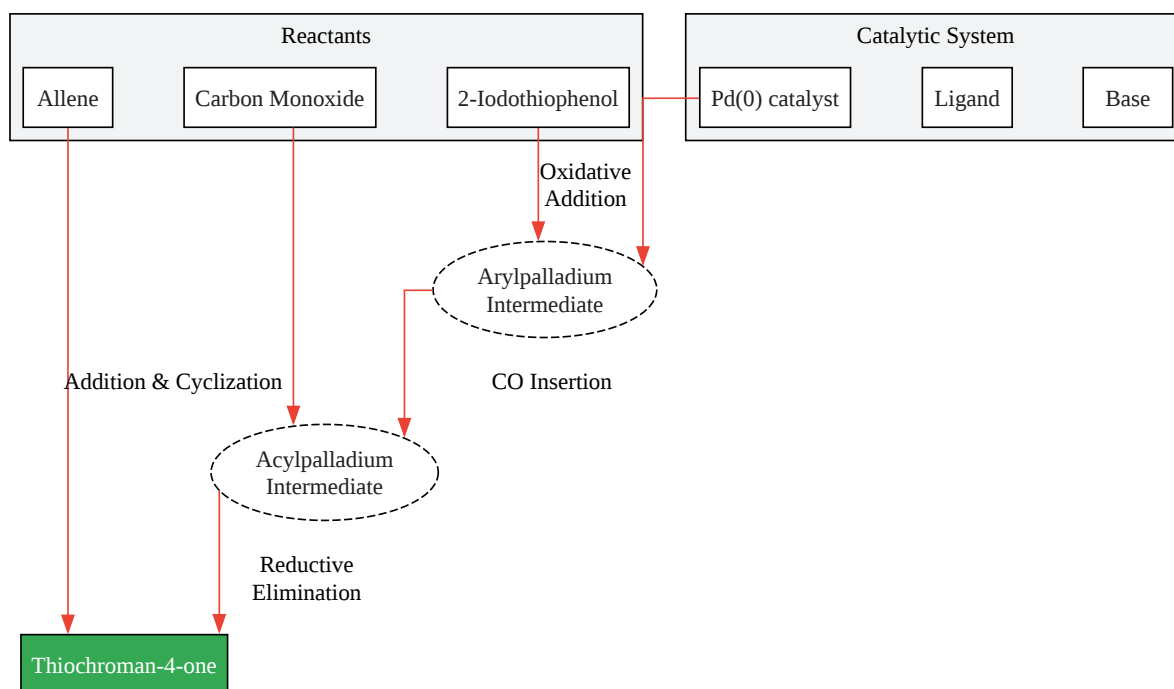 Reactants
Catalytic System
Allene
Carbon Monoxide
2-Iodothiophenol
Pd(0) catalyst
Ligand
Base
Oxidative
Addition
Arylpalladium
Intermediate
Addition & Cyclization
CO Insertion
Acylpalladium
Intermediate
Reductive
Elimination
Thiochroman-4-one